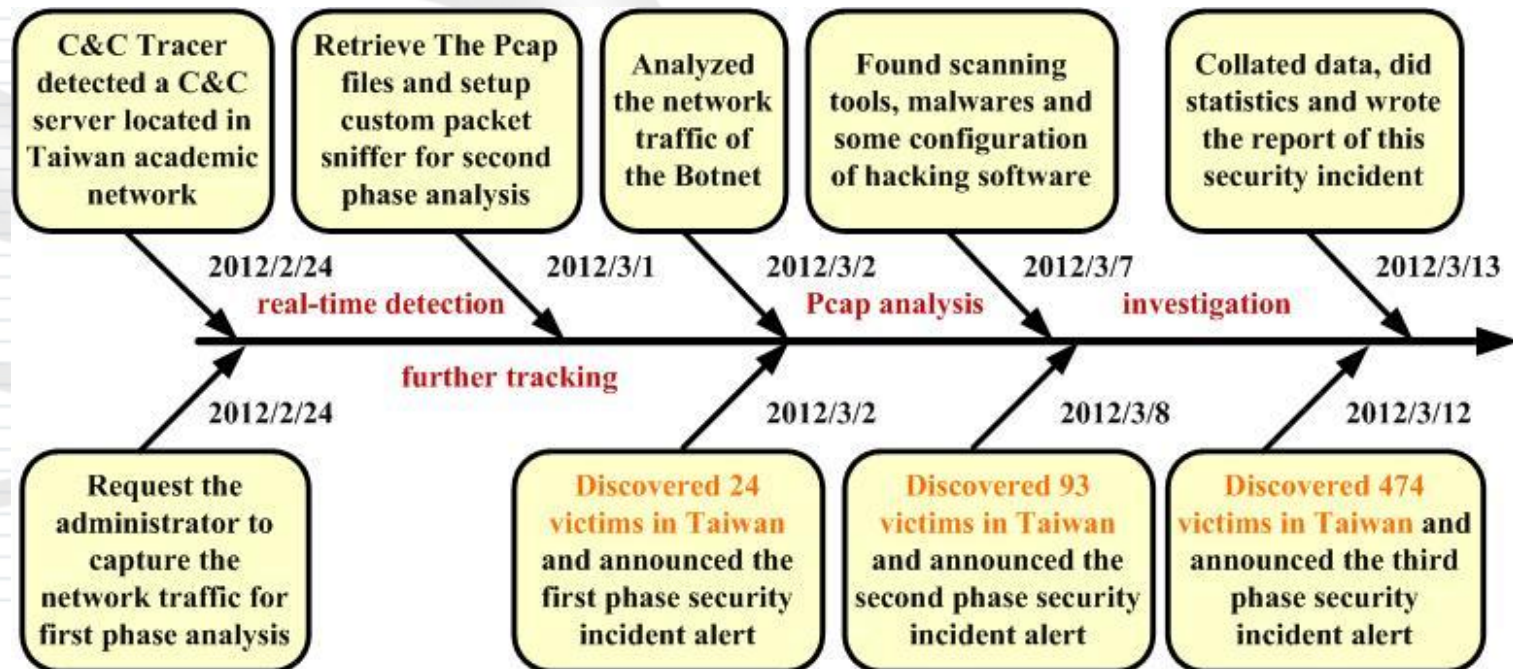 C&C Tracer
detected a C&C
server located in
Taiwan academic
network
Retrieve The Pcap
files and setup
custom packet
sniffer for second
phase analysis
Analyzed
the network
traffic of
the Botnet
Found scanning
tools, malwares and
some configuration
of hacking software
Collated data, did
statistics and wrote
the report of this
security incident
2012/2/24
2012/3/1
2012/3/2
2012/3/7
2012/3/13
real-time detection
Pcap analysis
investigation
further tracking
2012/2/24
2012/3/2
2012/3/8
2012/3/12
Request the
administrator to
capture the
network traffic for
first phase analysis
Discovered 24
victims in Taiwan
and announced the
first phase security
incident alert
Discovered 93
victims in Taiwan
and announced the
second phase security
incident alert
Discovered 474
victims in Taiwan and
announced the third
phase security
incident alert